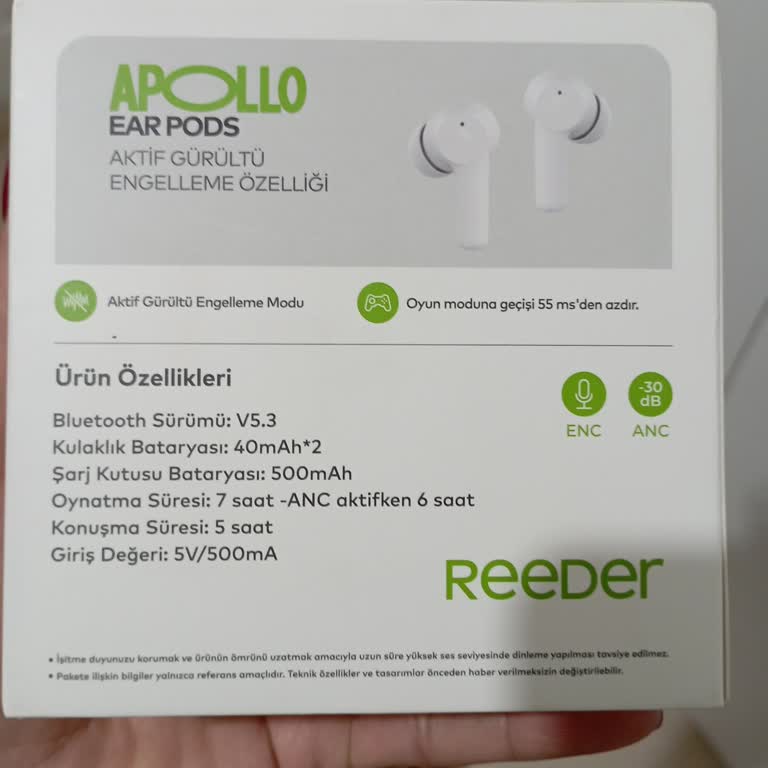 APOLLO
EAR PODS
AKTİF GÜRÜLTÜ
ENGELLEME ÖZELLİĞİ
Aktif Gürültü Engelleme Modu
Oyun moduna geçişi 55 ms'den azdır.
Ürün Özellikleri
Bluetooth Sürümü: V5.3
Kulaklık Bataryası: 40mAh*2
Şarj Kutusu Bataryası: 500mAh
Oynatma Süresi: 7 saat -ANC aktifken 6 saat
Konuşma Süresi: 5 saat
Giriş Değeri: 5V/500mA
ENC
-30
dB
ANC
REEDER
• İşitme duyunuzu korumak ve ürünün ömrünü uzatmak amacıyla uzun süre yüksek ses seviyesinde dinleme yapılması tavsiye edilmez.
• Pakete ilişkin bilgiler yalnızca referans amaçlıdır. Teknik özellikler ve tasarımlar önceden haber verilmeksizin değiştirilebilir.